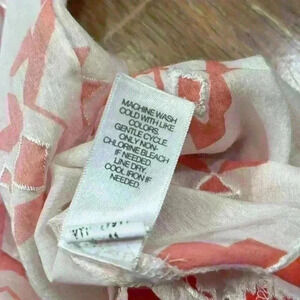 MACHINE WASH
COLD WITH LIKE
COLORS.
GENTLE CYCLE.
ONLY NON-
CHLORINE BLEACH
IF NEEDED.
LINE DRY.
COOL IRON IF
NEEDED.